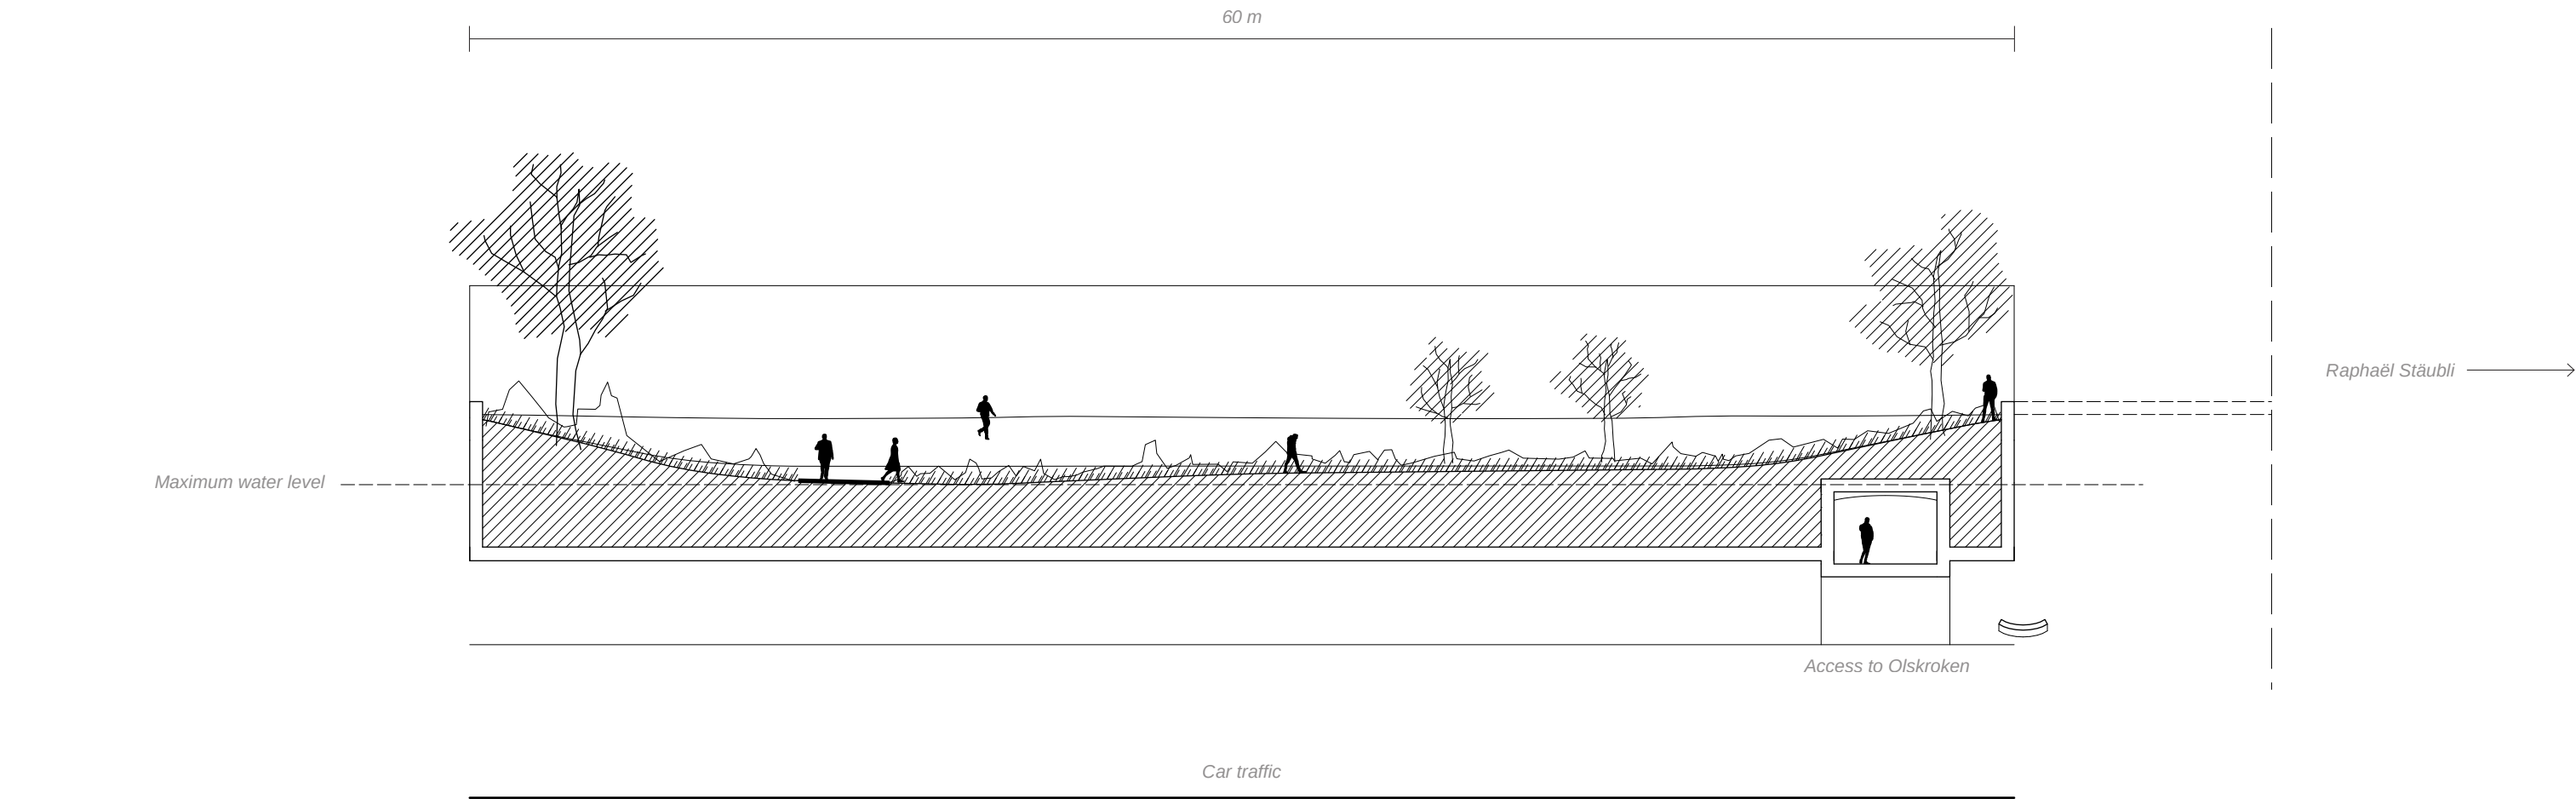 60 m
Raphaël Stäubli
Maximum water level
Access to Olskroken
Car traffic